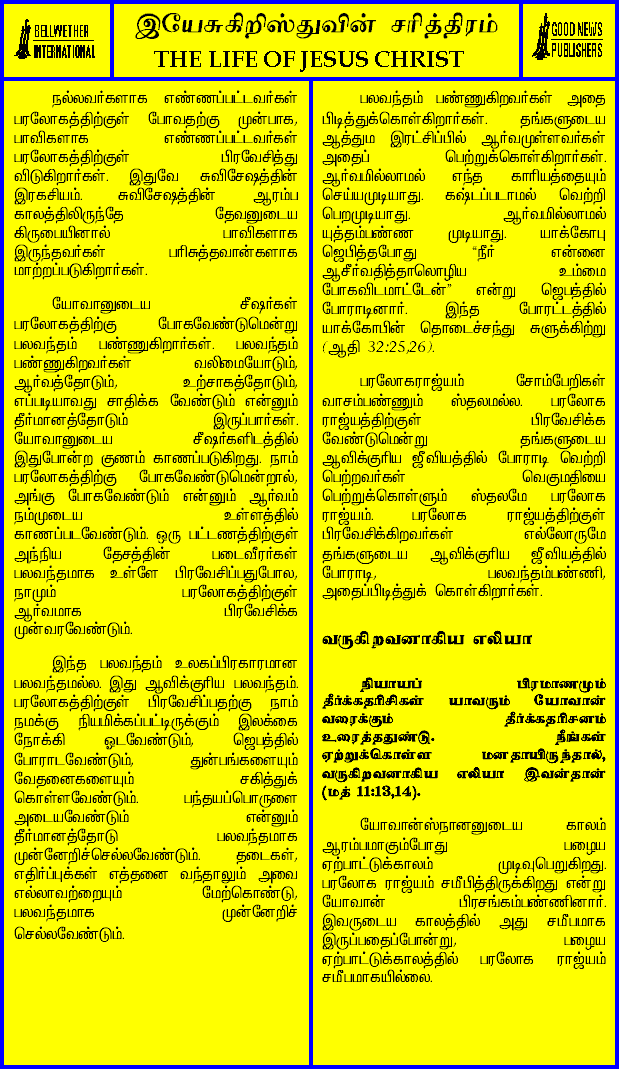 BELLWETHER
INTERNATIONAL
இயேசுகிறிஸ்துவின் சரித்திரம்
THE LIFE OF JESUS CHRIST
GOOD NEWS
PUBLISHERS
நல்லவர்களாக எண்ணப்பட்டவர்கள்
பரலோகத்திற்குள் போவதற்கு முன்பாக,
பாவிகளாக எண்ணப்பட்டவர்கள்
பரலோகத்திற்குள் பிரவேசித்து
விடுகிறார்கள். இதுவே சுவிசேஷத்தின்
இரகசியம். சுவிசேஷத்தின் ஆரம்ப
காலத்திலிருந்தே தேவனுடைய
கிருபையினால் பாவிகளாக
இருந்தவர்கள் பரிசுத்தவான்களாக
மாற்றப்படுகிறார்கள்.
யோவானுடைய சீஷர்கள்
பரலோகத்திற்கு போகவேண்டுமென்று
பலவந்தம் பண்ணுகிறார்கள். பலவந்தம்
பண்ணுகிறவர்கள் வலிமையோடும்,
ஆர்வத்தோடும், உற்சாகத்தோடும்,
எப்படியாவது சாதிக்க வேண்டும் என்னும்
தீர்மானத்தோடும் இருப்பார்கள்.
யோவானுடைய சீஷர்களிடத்தில்
இதுபோன்ற குணம் காணப்படுகிறது. நாம்
பரலோகத்திற்கு போகவேண்டுமென்றால்,
அங்கு போகவேண்டும் என்னும் ஆர்வம்
நம்முடைய உள்ளத்தில்
காணப்படவேண்டும். ஒரு பட்டணத்திற்குள்
அந்நிய தேசத்தின் படைவீரர்கள்
பலவந்தமாக உள்ளே பிரவேசிப்பதுபோல,
நாமும் பரலோகத்திற்குள்
ஆர்வமாக பிரவேசிக்க
முன்வரவேண்டும்.
இந்த பலவந்தம் உலகப்பிரகாரமான
பலவந்தமல்ல. இது ஆவிக்குரிய பலவந்தம்.
பரலோகத்திற்குள் பிரவேசிப்பதற்கு நாம்
நமக்கு நியமிக்கப்பட்டிருக்கும் இலக்கை
நோக்கி ஓடவேண்டும், ஜெபத்தில்
போராடவேண்டும், துன்பங்களையும்
வேதனைகளையும் சகித்துக்
கொள்ளவேண்டும். பந்தயப்பொருளை
அடையவேண்டும் என்னும்
தீர்மானத்தோடு பலவந்தமாக
முன்னேறிச்செல்லவேண்டும். தடைகள்,
எதிர்ப்புக்கள் எத்தனை வந்தாலும் அவை
எல்லாவற்றையும் மேற்கொண்டு,
பலவந்தமாக முன்னேறிச்
செல்லவேண்டும்.
பலவந்தம் பண்ணுகிறவர்கள் அதை
பிடித்துக்கொள்கிறார்கள். தங்களுடைய
ஆத்தும இரட்சிப்பில் ஆர்வமுள்ளவர்கள்
அதைப் பெற்றுக்கொள்கிறார்கள்.
ஆர்வமில்லாமல் எந்த காரியத்தையும்
செய்யமுடியாது. கஷ்டப்படாமல் வெற்றி
பெறமுடியாது. ஆர்வமில்லாமல்
யுத்தம்பண்ண முடியாது. யாக்கோபு
ஜெபித்தபோது "நீர் என்னை
ஆசீர்வதித்தாலொழிய உம்மை
போகவிடமாட்டேன்" என்று ஜெபத்தில்
போராடினார். இந்த போரட்டத்தில்
யாக்கோபின் தொடைச்சந்து சுளுக்கிற்று
(ஆதி 32:25,26).
பரலோகராஜ்யம் சோம்பேறிகள்
வாசம்பண்ணும் ஸ்தலமல்ல. பரலோக
ராஜ்யத்திற்குள் பிரவேசிக்க
வேண்டுமென்று தங்களுடைய
ஆவிக்குரிய ஜீவியத்தில் போராடி வெற்றி
பெற்றவர்கள் வெகுமதியை
பெற்றுக்கொள்ளும் ஸ்தலமே பரலோக
ராஜ்யம். பரலோக ராஜ்யத்திற்குள்
பிரவேசிக்கிறவர்கள் எல்லோருமே
தங்களுடைய ஆவிக்குரிய ஜீவியத்தில்
போராடி, பலவந்தம்பண்ணி,
அதைப்பிடித்துக் கொள்கிறார்கள்.
வருகிறவனாகிய எலியா
நியாயப் பிரமாணமும்
தீர்க்கதரிசிகள் யாவரும் யோவான்
வரைக்கும் தீர்க்கதரிசனம்
உரைத்ததுண்டு. நீங்கள்
ஏற்றுக்கொள்ள மனதாயிருந்தால்,
வருகிறவனாகிய எலியா இவன்தான்
(மத் 11:13,14).
யோவான்ஸ்நானனுடைய காலம்
ஆரம்பமாகும்போது பழைய
ஏற்பாட்டுக்காலம் முடிவுபெறுகிறது.
பரலோக ராஜ்யம் சமீபித்திருக்கிறது என்று
யோவான் பிரசங்கம்பண்ணினார்.
இவருடைய காலத்தில் அது சமீபமாக
இருப்பதைப்போன்று, பழைய
ஏற்பாட்டுக்காலத்தில் பரலோக ராஜ்யம்
சமீபமாகயில்லை.